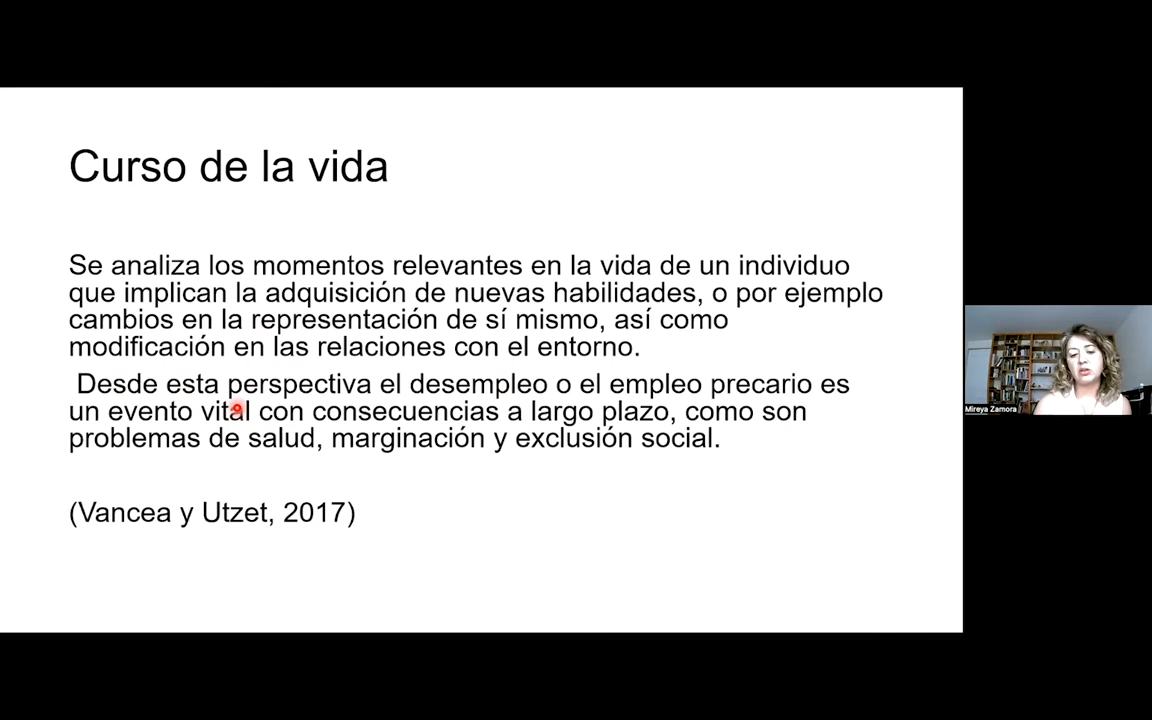 Curso de la vida
Se analiza los momentos relevantes en la vida de un individuo
que implican la adquisición de nuevas habilidades, o por ejemplo
cambios en la representación de sí mismo, así como
modificación en las relaciones con el entorno.
Desde esta perspectiva el desempleo o el empleo precario es
un evento vital con consecuencias a largo plazo, como son
problemas de salud, marginación y exclusión social.
(Vancea y Utzet, 2017)
Mireya Zamora